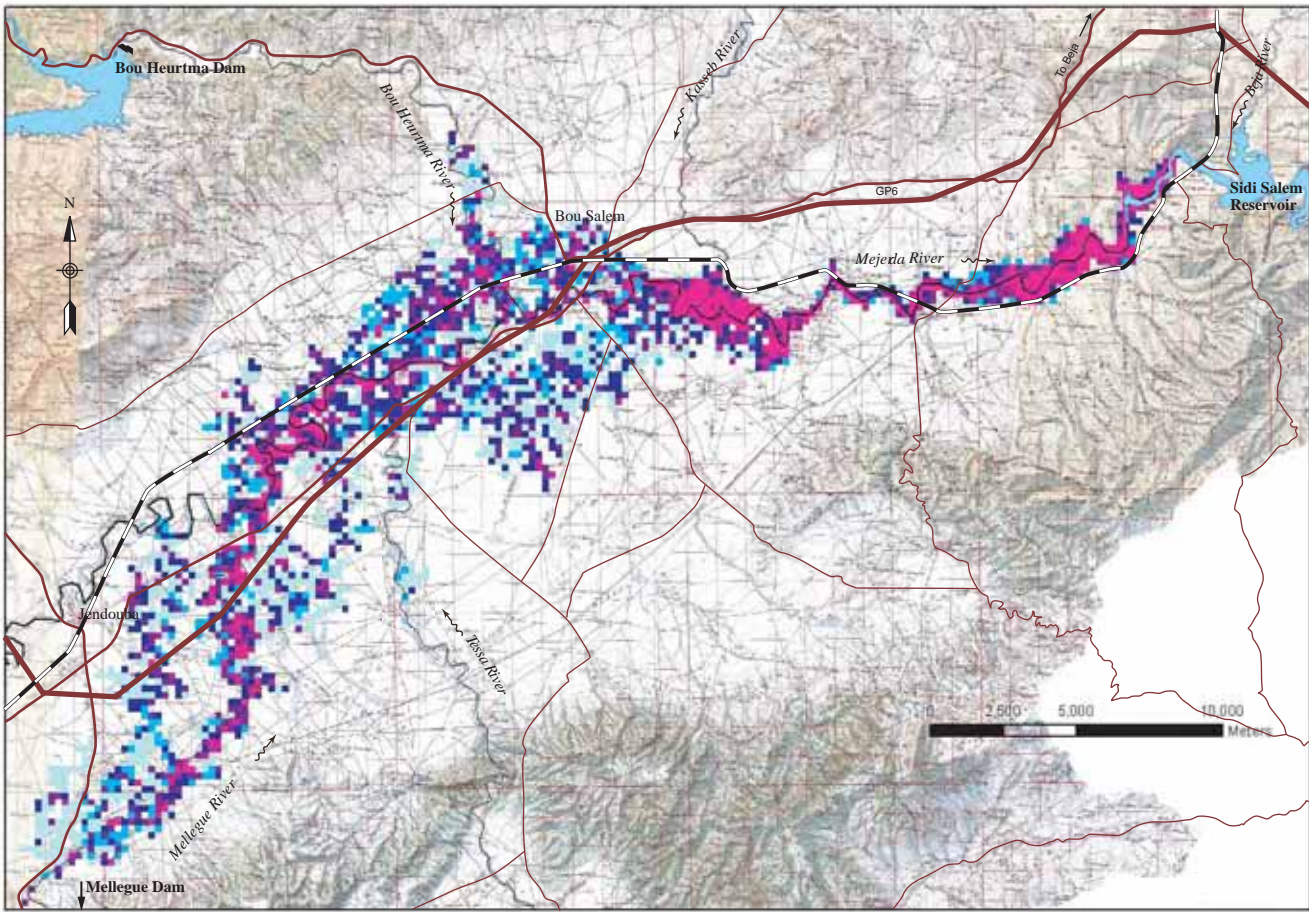 Bou Heurtma Dam
Bou Heurtma River
Kasseb River
To Beja
Beja River
Sidi Salem
Reservoir
GP6
Bou Salem
N
Mejerda River
Jendouba
Tessa River
0 2,500 5,000 10,000
Meters
Mellegue River
Mellegue Dam